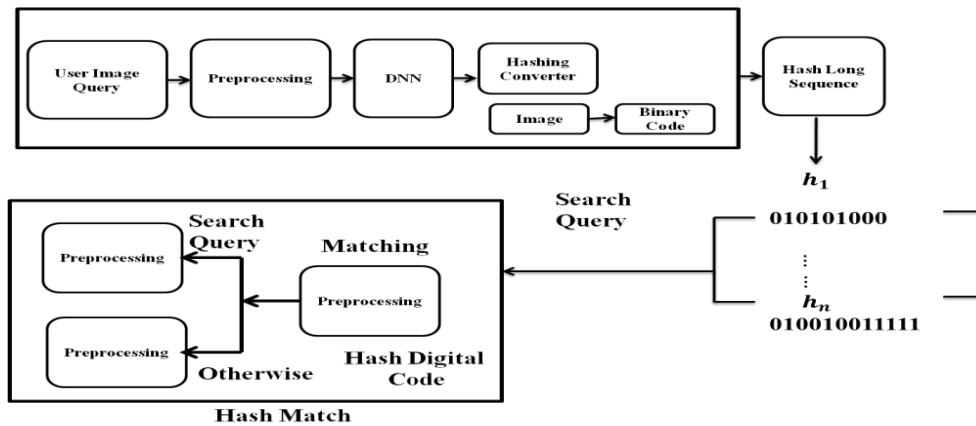 User Image
Query
Preprocessing
DNN
Hashing
Converter
Image
Binary
Code
Hash Long
Sequence
h₁
010101000
......
hₙ
010010011111
Search
Query
Search
Query
Matching
Preprocessing
Preprocessing
Preprocessing
Otherwise
Hash Digital
Code
Hash Match